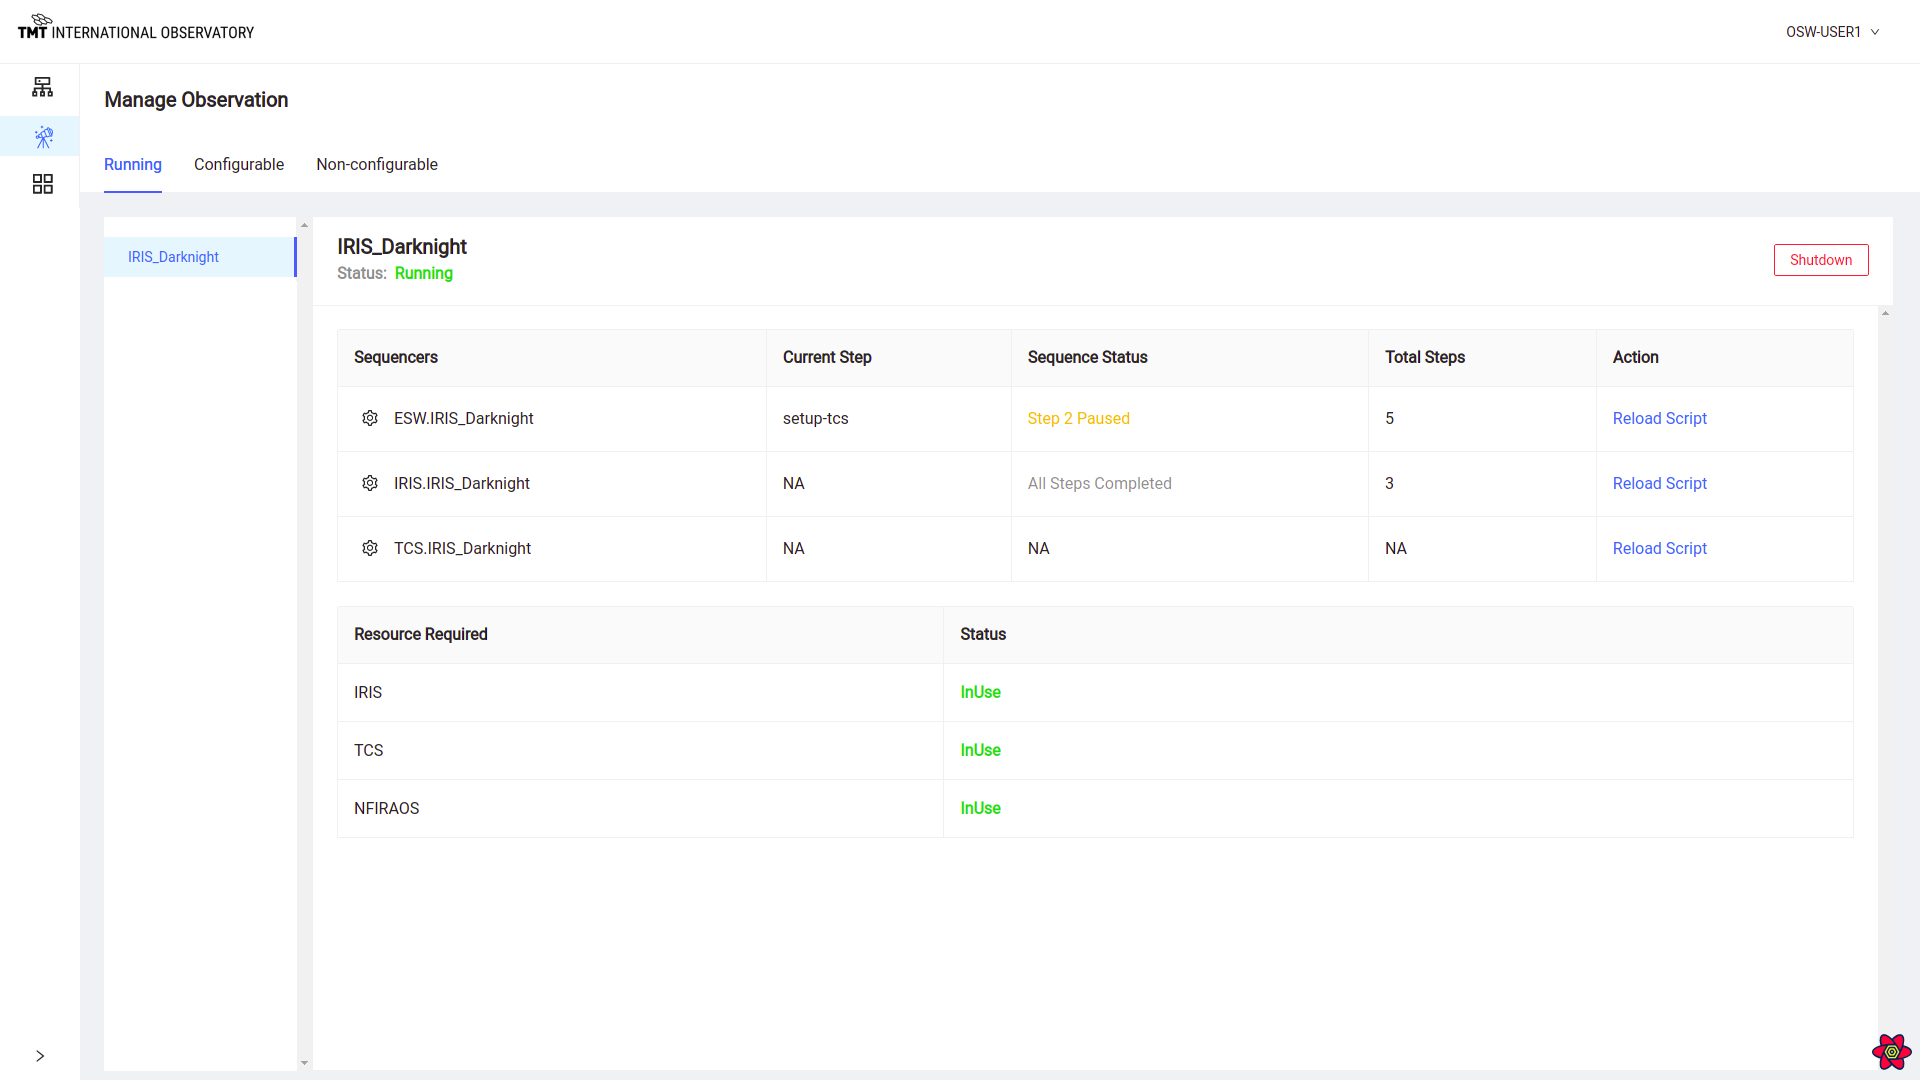 TMT INTERNATIONAL OBSERVATORY
OSW-USER1
Manage Observation
Running Configurable Non-configurable
IRIS_Darknight
IRIS_Darknight
Status: Running
Shutdown
Sequencers Current Step Sequence Status Total Steps Action
ESW.IRIS_Darknight setup-tcs Step 2 Paused 5 Reload Script
IRIS.IRIS_Darknight NA All Steps Completed 3 Reload Script
TCS.IRIS_Darknight NA NA NA Reload Script
Resource Required Status
IRIS InUse
TCS InUse
NFIRAOS InUse